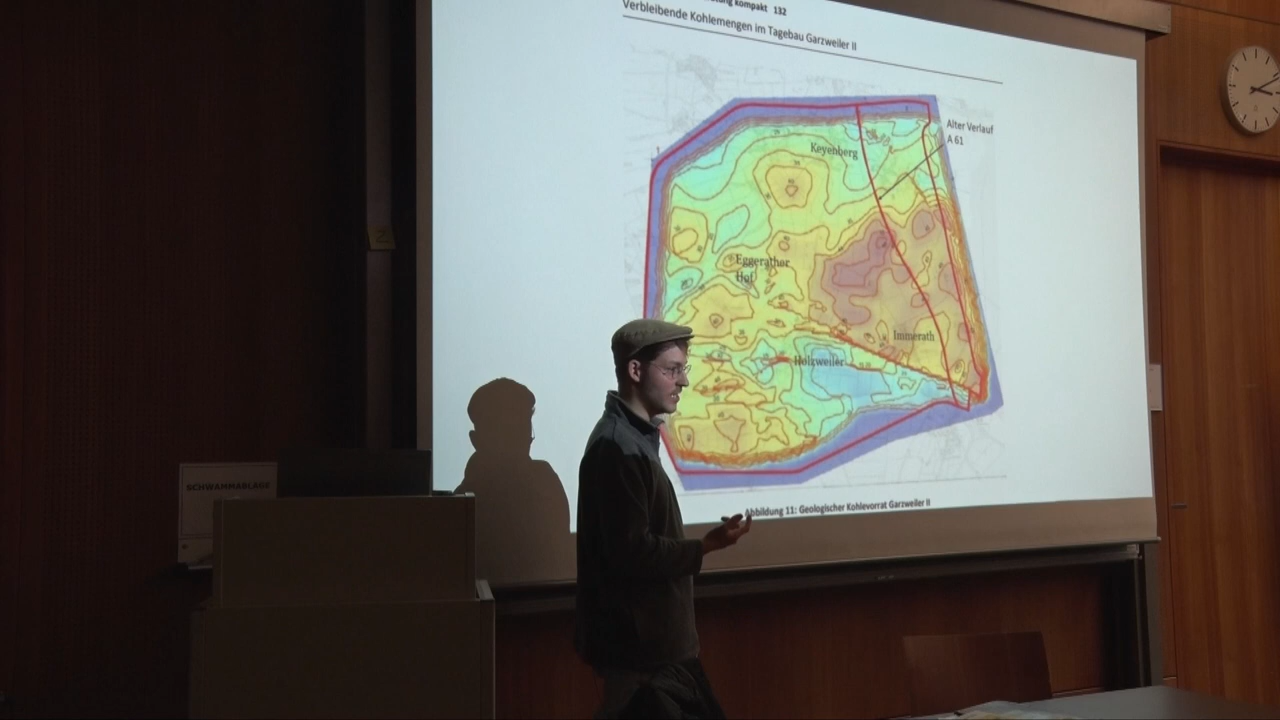 kompakt 132
Verbleibende Kohlemengen im Tagebau Garzweiler II
Alter Verlauf
A 61
Keyenberg
Eggerather
Hof
Immerath
Holzweiler
SCHWAMMABLAGE
Abbildung 11: Geologischer Kohlevorrat Garzweiler II